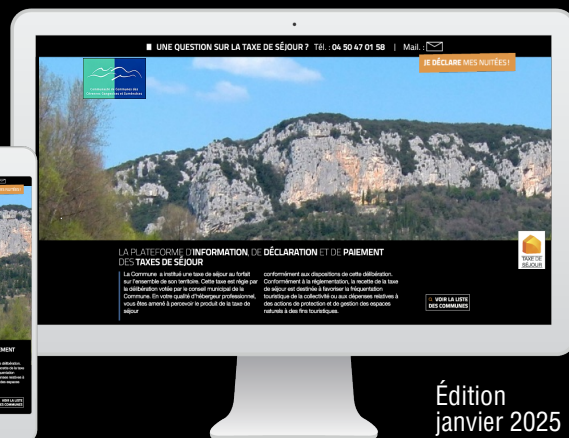 UNE QUESTION SUR LA TAXE DE SÉJOUR ? Tél. : 04 50 47 01 58 | Mail. :
JE DÉCLARE MES NUITÉES !
LA PLATEFORME D'INFORMATION, DE DÉCLARATION ET DE PAIEMENT
DES TAXES DE SÉJOUR
La Commune a institué une taxe de séjour au forfait
sur l'ensemble de son territoire. Cette taxe est régie par
la délibération votée par le conseil municipal de la
Commune. En votre qualité d'hébergeur professionnel,
vous êtes amené à percevoir le produit de la taxe de
séjour
conformément aux dispositions de cette délibération.
Conformément à la réglementation, la recette de la taxe
de séjour est destinée à favoriser la fréquentation
touristique de la collectivité ou aux dépenses relatives à
des actions de protection et de gestion des espaces
naturels à des fins touristiques.
TAXE DE
SÉJOUR
VOIR LA LISTE
DES COMMUNES
EMENT
VOIR LA LISTE
DES COMMUNES
Édition
janvier 2025